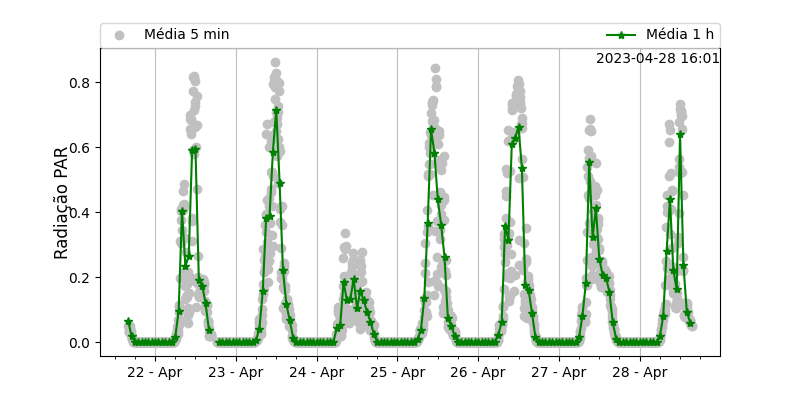 Média 5 min
Média 1 h
2023-04-28 16:01
Radiação PAR
0.8
0.6
0.4
0.2
0.0
22 - Apr
23 - Apr
24 - Apr
25 - Apr
26 - Apr
27 - Apr
28 - Apr